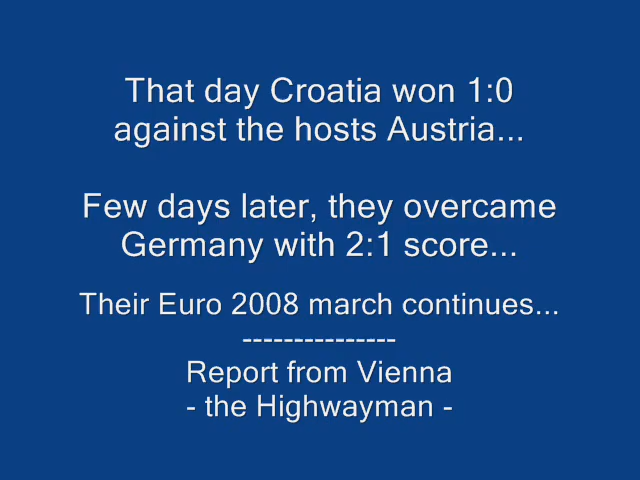 That day Croatia won 1:0
against the hosts Austria...
Few days later, they overcame
Germany with 2:1 score...
Their Euro 2008 march continues...
---------------
Report from Vienna
- the Highwayman -